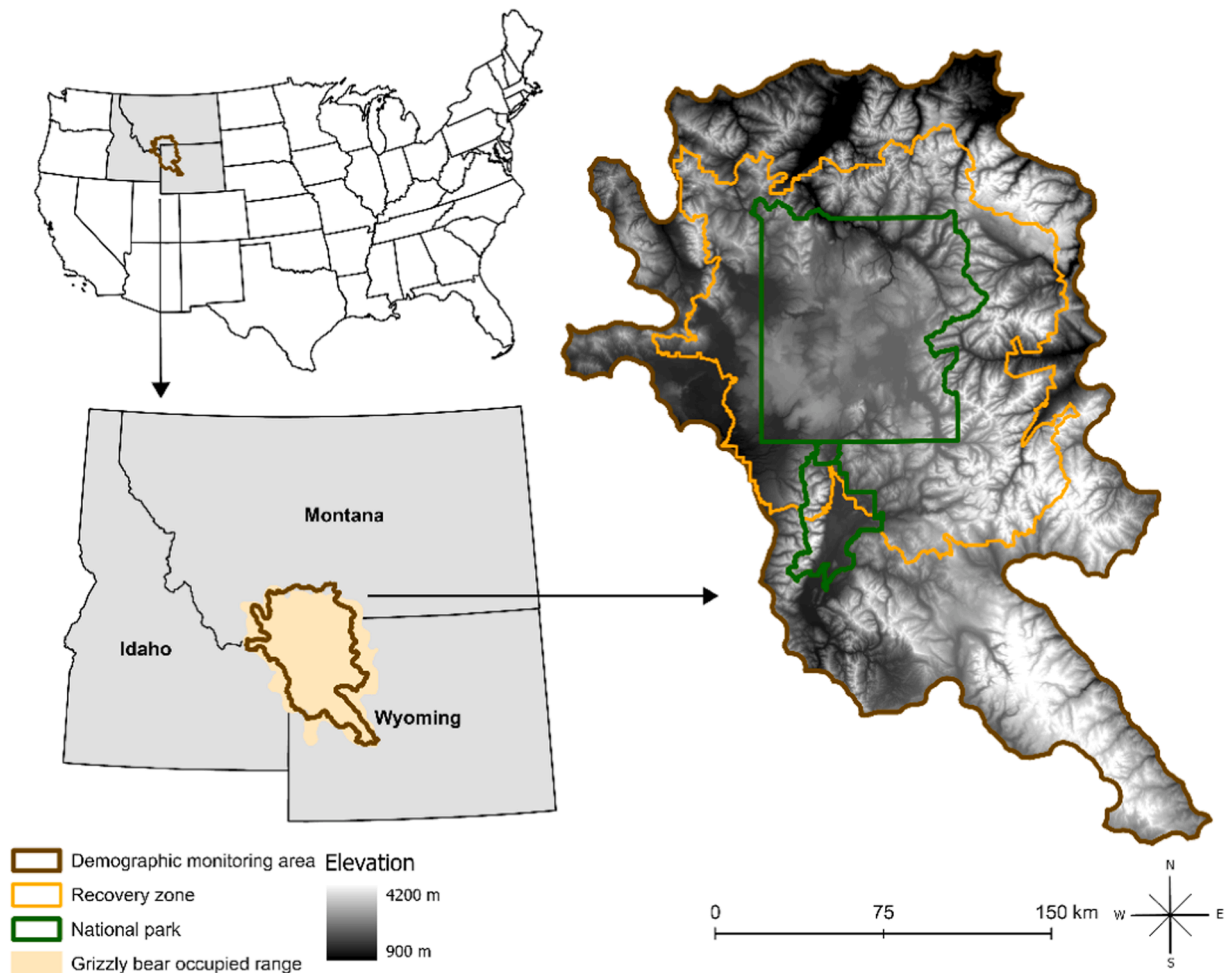 Montana
Idaho
Wyoming
Demographic monitoring area
Recovery zone
National park
Grizzly bear occupied range
Elevation
4200 m
900 m
0 75 150 km
N
W E
S